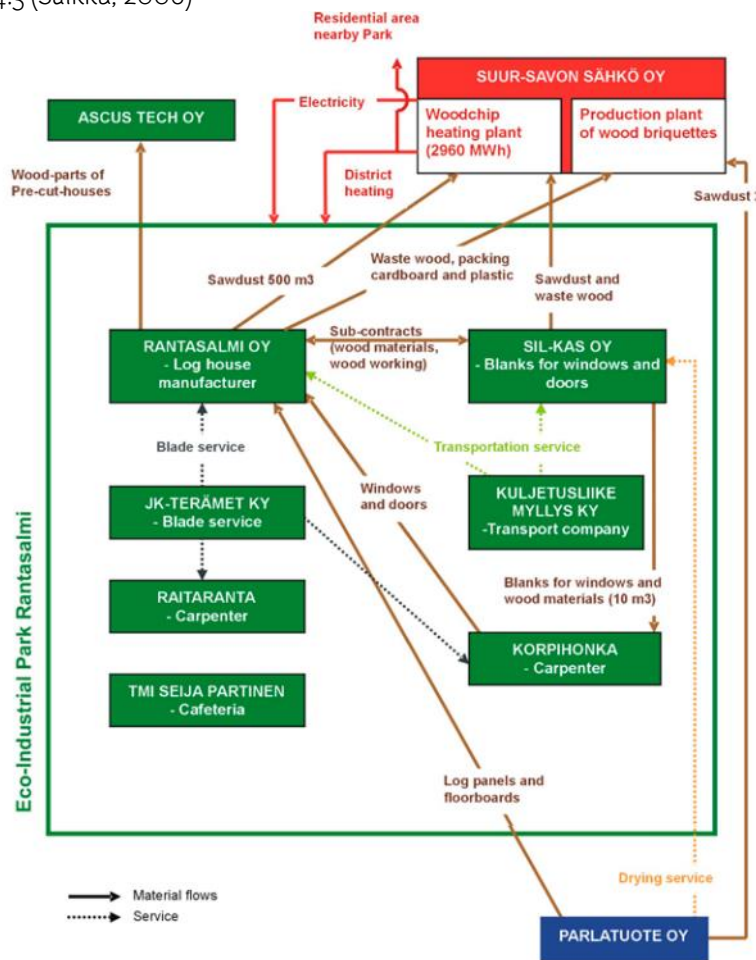 4.3 (Saikka, 2006)
Residential area
nearby Park
SUUR-SAVON SÄHKÖ OY
ASCUS TECH OY
Electricity
Woodchip
heating plant
(2960 MWh)
Production plant
of wood briquettes
Wood-parts of
Pre-cut-houses
District
heating
Sawdust
Waste wood, packing
cardboard and plastic
Sawdust 500 m3
Sawdust and
waste wood
RANTASALMI OY
- Log house
manufacturer
Sub-contracts
(wood materials,
wood working)
SIL-KAS OY
- Blanks for windows and
doors
Blade service
Transportation service
JK-TERÄMET KY
- Blade service
Windows
and doors
KULJETUSLIIKE
MYLLYS KY
-Transport company
RAITARANTA
- Carpenter
Blanks for windows and
wood materials (10 m3)
KORPIHONKA
- Carpenter
TMI SEIJA PARTINEN
- Cafeteria
Eco-Industrial Park Rantasalmi
Log panels and
floorboards
Drying service
Material flows
Service
PARLATUOTE OY